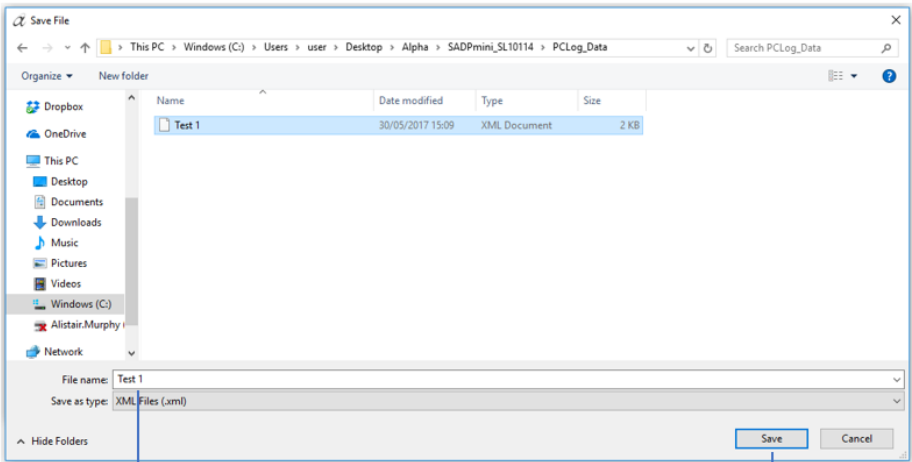 Save File
This PC > Windows (C:) > Users > user > Desktop > Alpha > SADPmini_SL10114 > PCLog_Data
Search PCLog_Data
Organize
New folder
Name Date modified Type Size
Test 1 30/05/2017 15:09 XML Document 2 KB
Dropbox
OneDrive
This PC
Desktop
Documents
Downloads
Music
Pictures
Videos
Windows (C:)
Alistair.Murphy (
Network
File name: Test 1
Save as type: XML Files (.xml)
Hide Folders
Save
Cancel